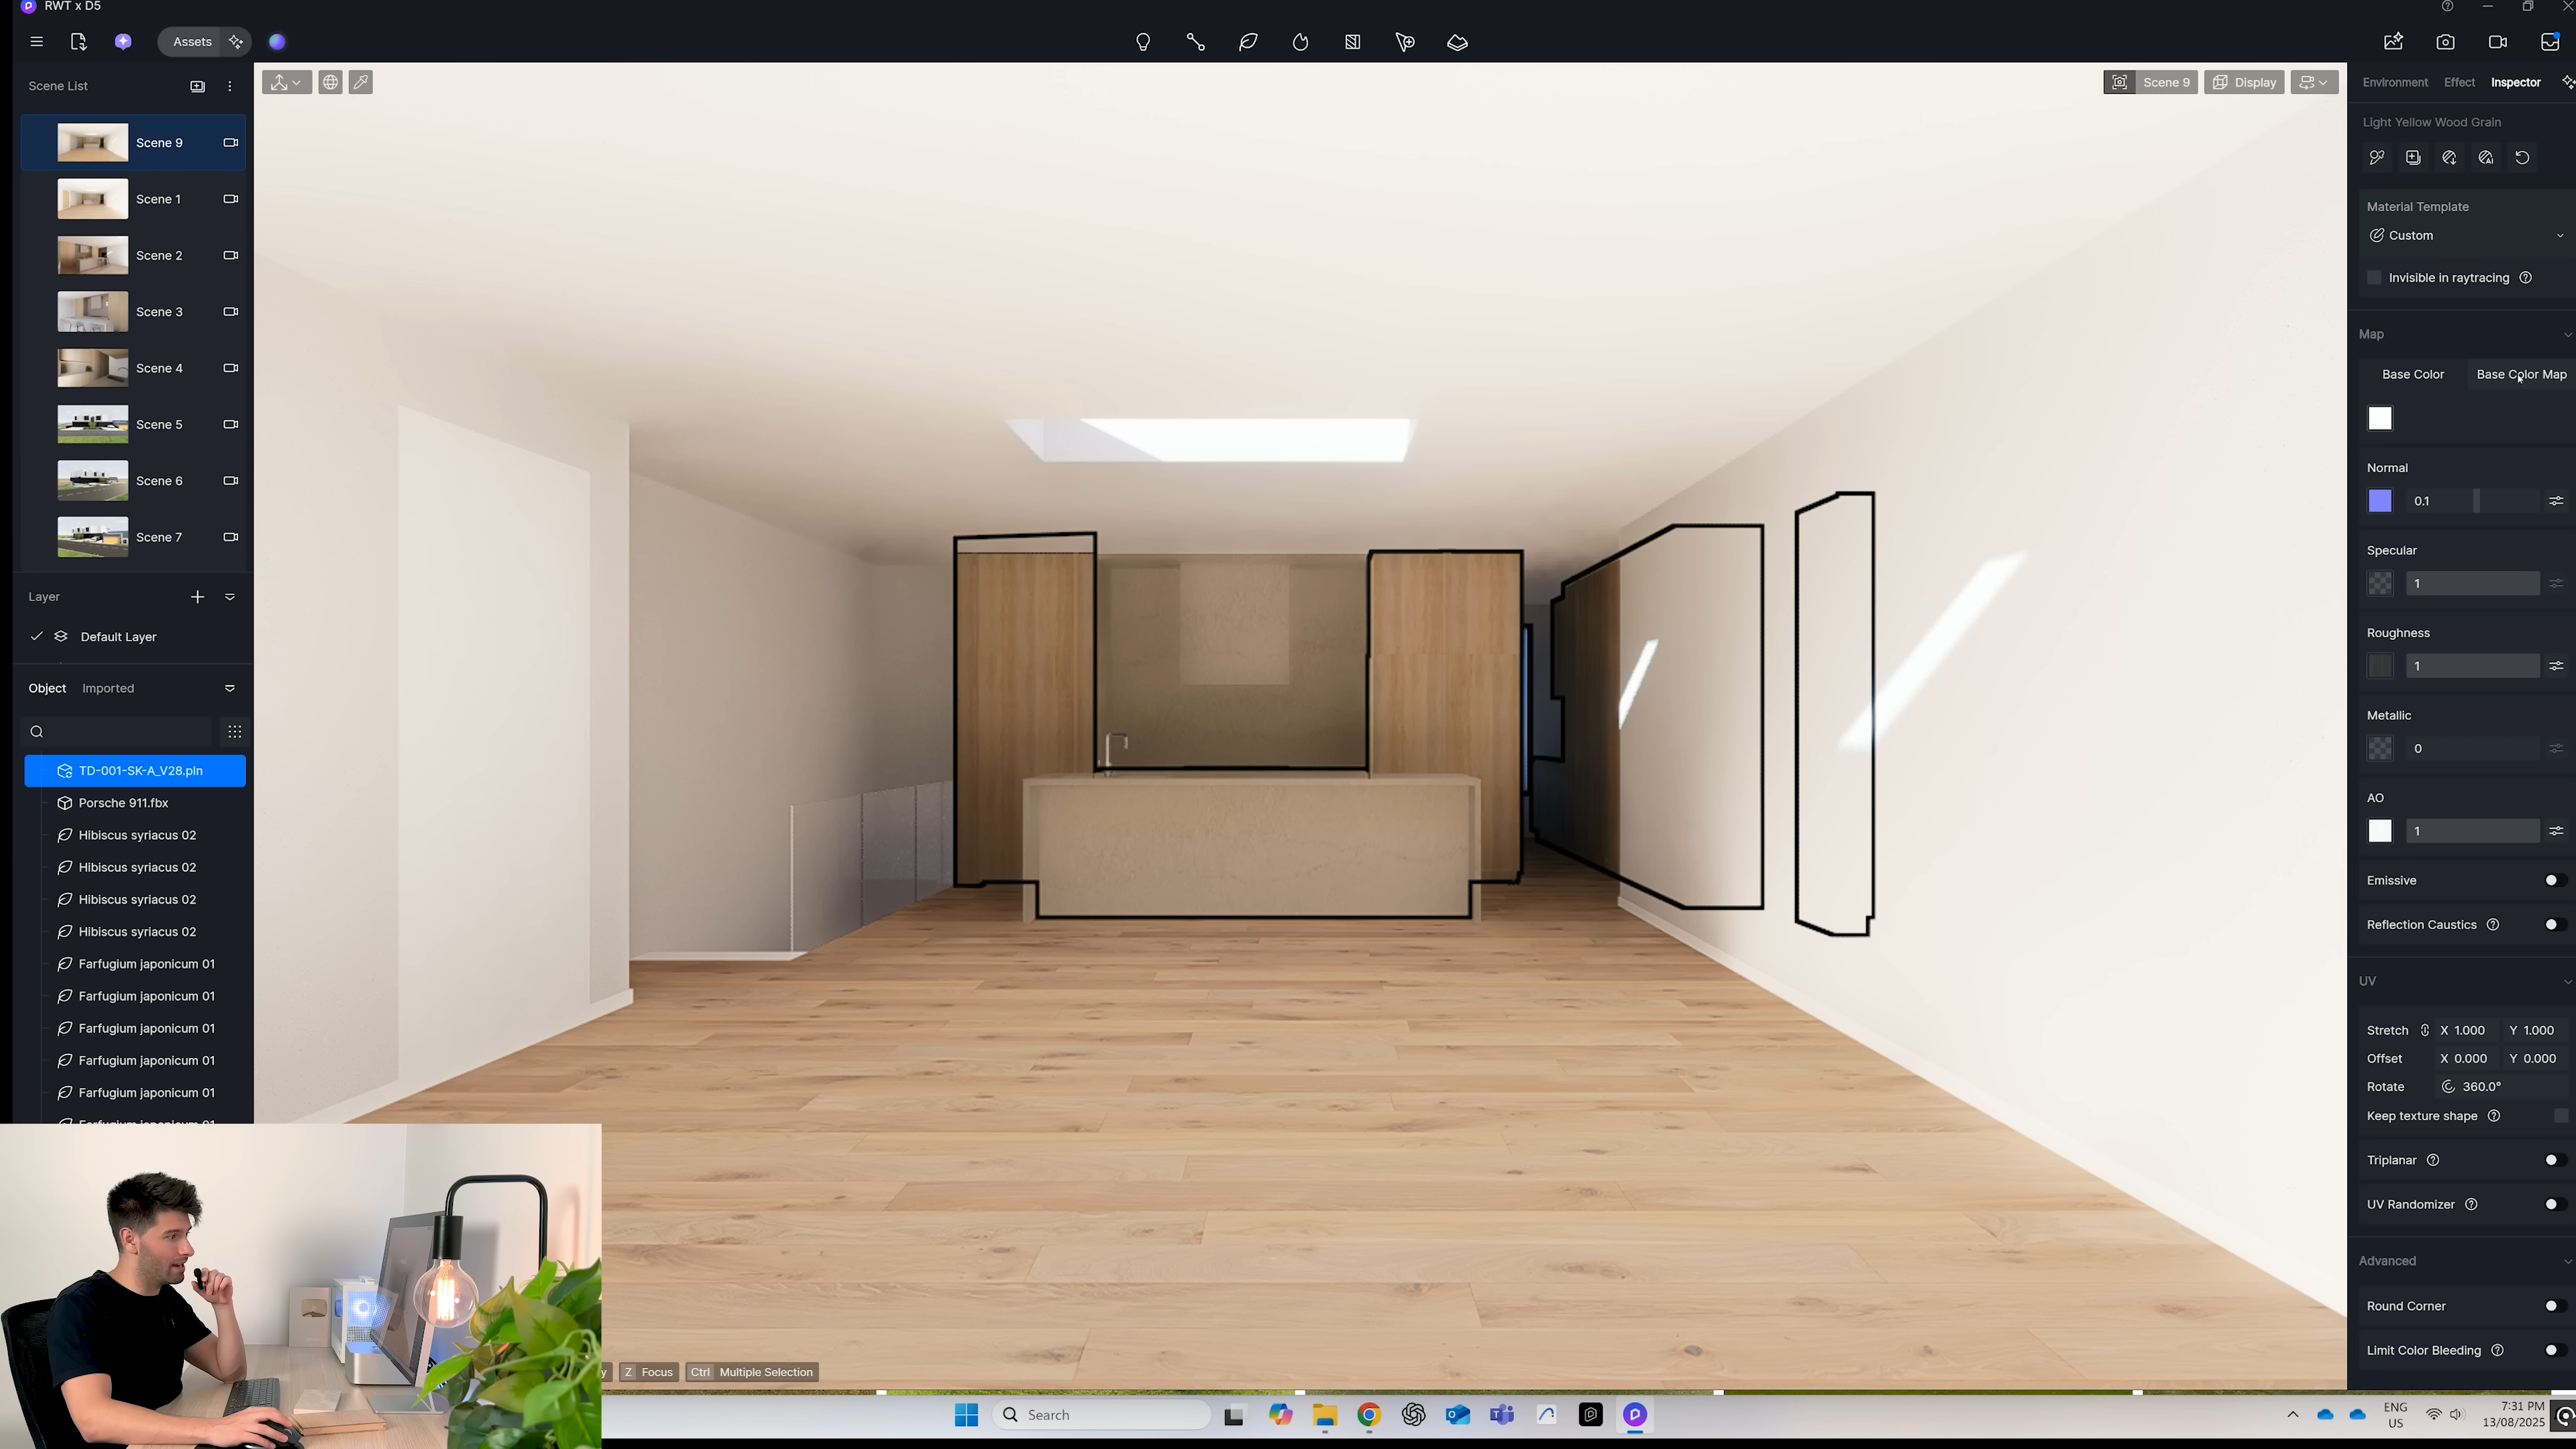 RWT x D5
Assets
Scene List
Scene 9
Scene 1
Scene 2
Scene 3
Scene 4
Scene 5
Scene 6
Scene 7
Layer
Default Layer
Object Imported
TD-001-SK-A_V28.pln
Porsche 911.fbx
Hibiscus syriacus 02
Hibiscus syriacus 02
Hibiscus syriacus 02
Hibiscus syriacus 02
Farfugium japonicum 01
Farfugium japonicum 01
Farfugium japonicum 01
Farfugium japonicum 01
Farfugium japonicum 01
Scene 9 Display
Z Focus Ctrl Multiple Selection
Environment Effect Inspector
Light Yellow Wood Grain
Material Template
Custom
Invisible in raytracing
Map
Base Color Base Color Map
Normal
0.1
Specular
1
Roughness
1
Metallic
0
AO
1
Emissive
Reflection Caustics
UV
Stretch X 1.000 Y 1.000
Offset X 0.000 Y 0.000
Rotate 360.0°
Keep texture shape
Triplanar
UV Randomizer
Advanced
Round Corner
Limit Color Bleeding
Search
ENG
US
7:31 PM
13/08/2025